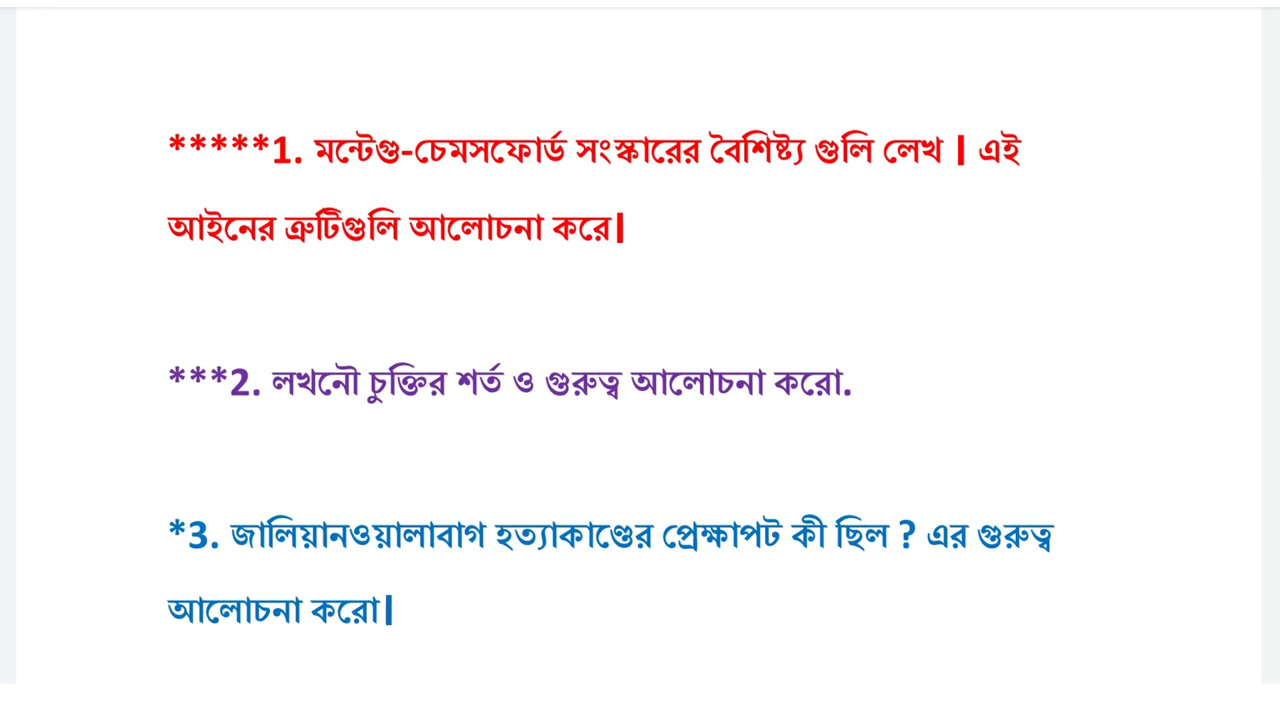 *****1. মন্টেগু-চেমসফোর্ড সংস্কারের বৈশিষ্ট্য গুলি লেখ | এই
আইনের ত্রুটিগুলি আলোচনা করে|
***2. লখনৌ চুক্তির শর্ত ও গুরুত্ব আলোচনা করো.
*3. জালিয়ানওয়ালাবাগ হত্যাকাণ্ডের প্রেক্ষাপট কী ছিল ? এর গুরুত্ব
আলোচনা করো|